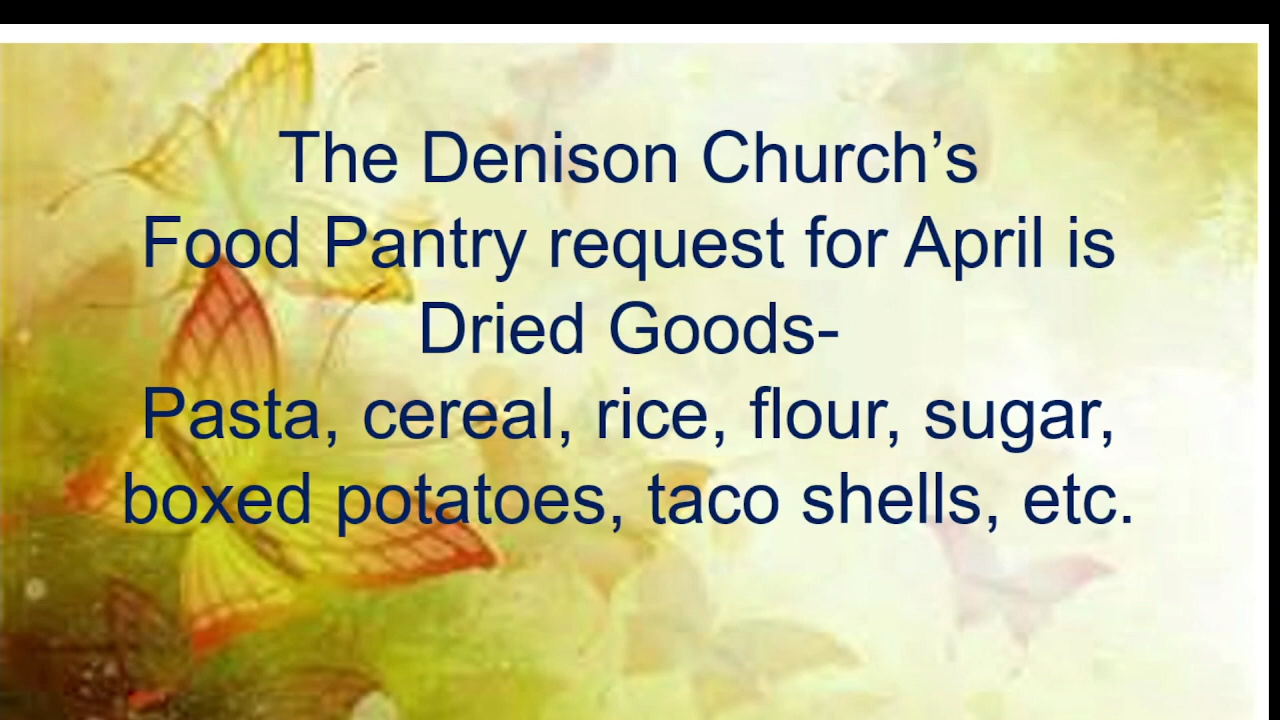 The Denison Church’s
Food Pantry request for April is
Dried Goods-
Pasta, cereal, rice, flour, sugar,
boxed potatoes, taco shells, etc.